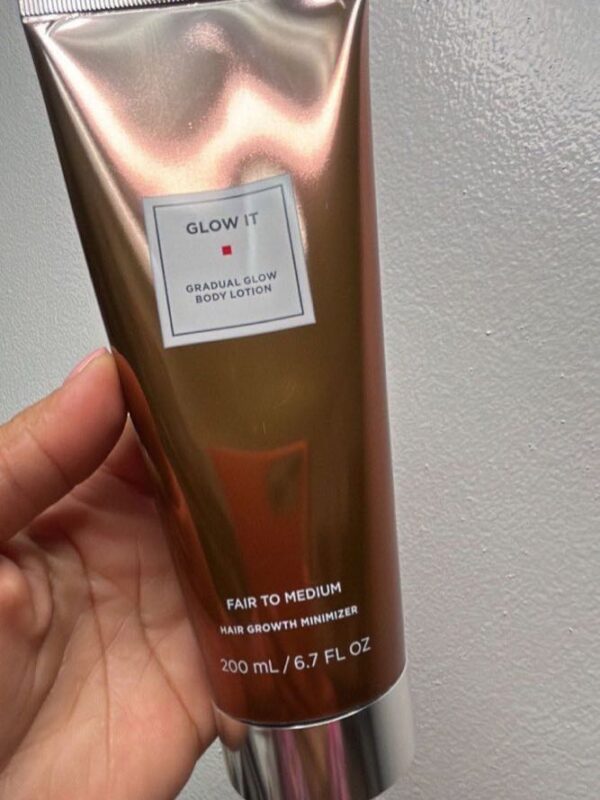 GLOW IT
GRADUAL GLOW
BODY LOTION
FAIR TO MEDIUM
HAIR GROWTH MINIMIZER
200 mL / 6.7 FL OZ